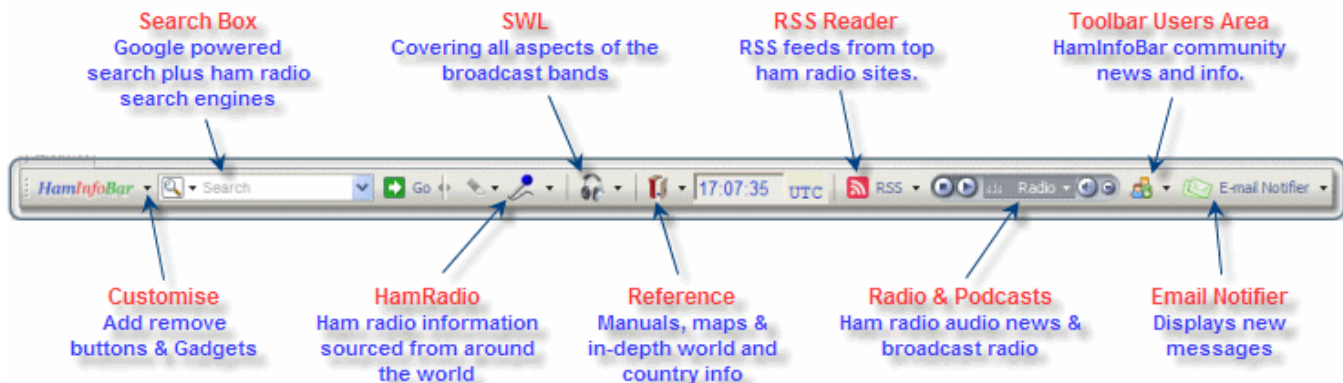 Search Box
Google powered
search plus ham radio
search engines
SWL
Covering all aspects of the
broadcast bands
RSS Reader
RSS feeds from top
ham radio sites.
Toolbar Users Area
HamInfoBar community
news and info.
HamInfoBar Search Go 17:07:35 UTC RSS Radio E-mail Notifier
Customise
Add remove
buttons & Gadgets
HamRadio
Ham radio information
sourced from around
the world
Reference
Manuals, maps &
in-depth world and
country info
Radio & Podcasts
Ham radio audio news &
broadcast radio
Email Notifier
Displays new
messages